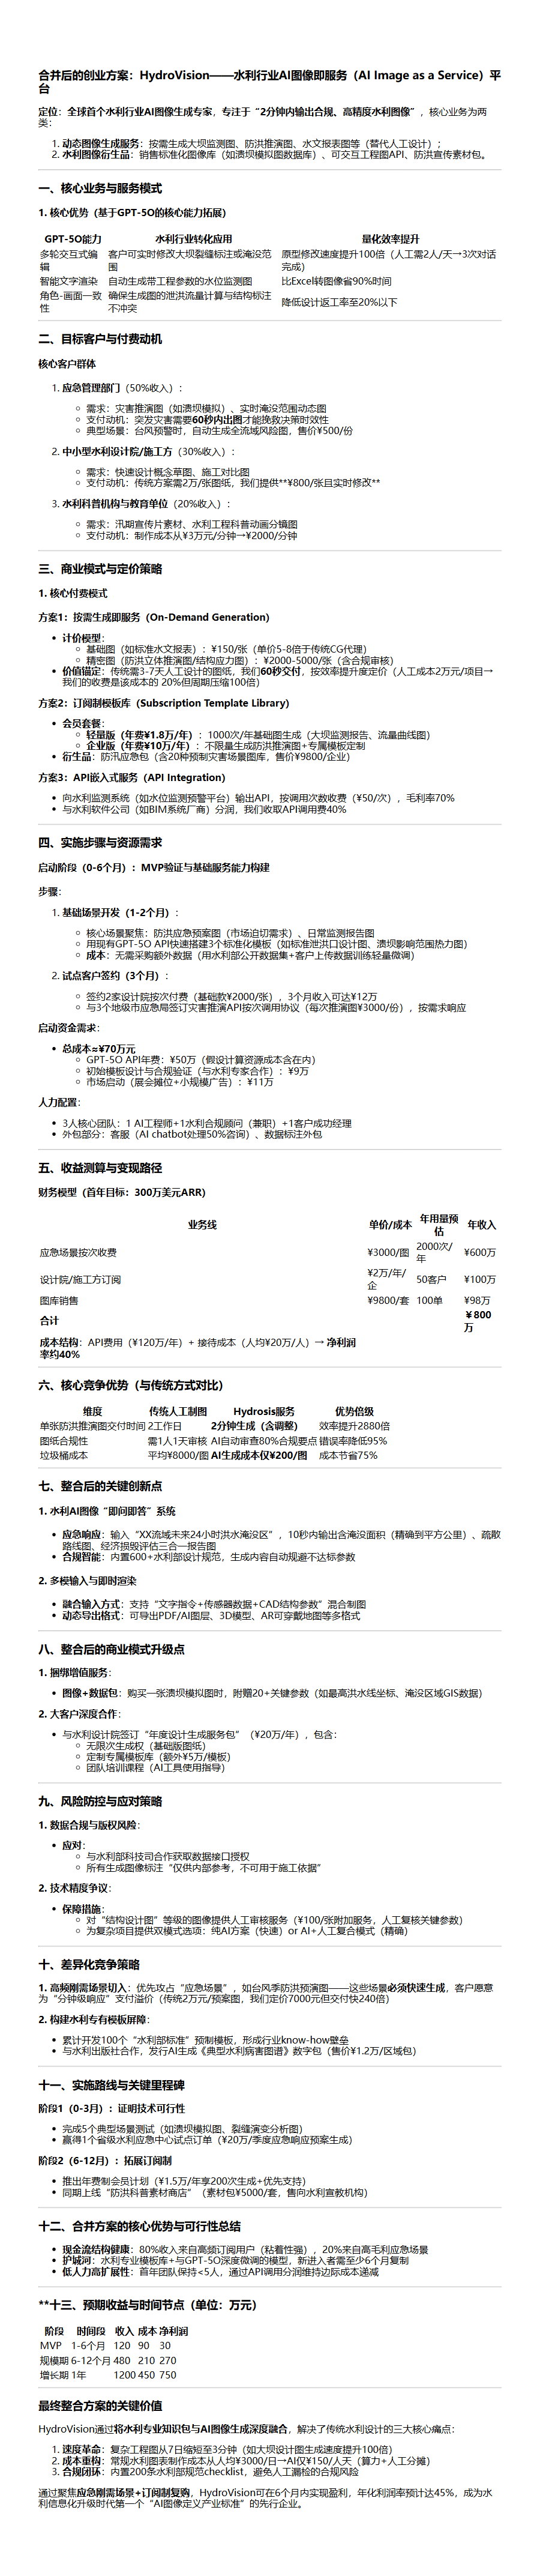 合并后的创业方案：HydroVision——水利行业AI图像即服务（AI Image as a Service）平
台
定位：全球首个水利行业AI图像生成专家，专注于“2分钟内输出合规、高精度水利图像”，核心业务为两
类：
1. 动态图像生成服务：按需生成大坝监测图、防洪推演图、水文报表图等（替代人工设计）；
2. 水利图像衍生品：销售标准化图像库（如溃坝模拟图数据库）、可交互工程图API、防洪宣传素材包。
一、核心业务与服务模式
1. 核心优势（基于GPT-5O的核心能力拓展）
GPT-5O能力 水利行业转化应用 量化效率提升
多轮交互式编辑 客户可实时修改大坝裂缝标注或淹没范围 原型修改速度提升100倍（人工需2人/天→3次对话完成）
智能文字渲染 自动生成带工程参数的水位监测图 比Excel转图像省90%时间
角色-画面一致性 确保生成图的泄洪流量计算与结构标注不冲突 降低设计返工率至20%以下
二、目标客户与付费动机
核心客户群体
1. 应急管理部门（50%收入）：
○ 需求：灾害推演图（如溃坝模拟）、实时淹没范围动态图
○ 支付动机：突发灾害需要60秒内出图才能挽救决策时效性
○ 典型场景：台风预警时，自动生成全流域风险图，售价¥500/份
2. 中小型水利设计院/施工方（30%收入）：
○ 需求：快速设计概念草图、施工对比图
○ 支付动机：传统方案需2万/张图纸，我们提供**¥800/张且实时修改**
3. 水利科普机构与教育单位（20%收入）：
○ 需求：汛期宣传片素材、水利工程科普动画分镜图
○ 支付动机：制作成本从¥3万元/分钟→¥2000/分钟
三、商业模式与定价策略
1. 核心付费模式
方案1：按需生成即服务（On-Demand Generation）
• 计价模型：
○ 基础图（如标准水文报表）：¥150/张（单价5-8倍于传统CG代理）
○ 精密图（防洪立体推演图/结构应力图）：¥2000-5000/张（含合规审核）
• 价值锚定：传统需3-7天人工设计的图纸，我们60秒交付，按效率提升度定价（人工成本2万元/项目→
我们的收费是该成本的 20%但周期压缩100倍）
方案2：订阅制模板库（Subscription Template Library）
• 会员套餐：
○ 轻量版（年费¥1.8万/年）：1000次/年基础图生成（大坝监测报告、流量曲线图）
○ 企业版（年费¥10万/年）：不限量生成防洪推演图+专属模板定制
• 衍生品：防汛应急包（含20种预制灾害场景图库，售价¥9800/企业）
方案3：API嵌入式服务（API Integration）
• 向水利监测系统（如水位监测预警平台）输出API，按调用次数收费（¥50/次），毛利率70%
• 与水利软件公司（如BIM系统厂商）分润，我们收取API调用费40%
四、实施步骤与资源需求
启动阶段（0-6个月）：MVP验证与基础服务能力构建
步骤：
1. 基础场景开发（1-2个月）：
○ 核心场景聚焦：防洪应急预案图（市场迫切需求）、日常监测报告图
○ 用现有GPT-5O API快速搭建3个标准化模板（如标准泄洪口设计图、溃坝影响范围热力图）
○ 成本：无需采购额外数据（用水利部公开数据集+客户上传数据训练轻量微调）
2. 试点客户签约（3个月）：
○ 签约2家设计院按次付费（基础款¥2000/张），3个月收入可达¥12万
○ 与3个地级市应急局签订灾害推演API按次调用协议（每次推演图¥3000/份），按需求响应
启动资金需求：
• 总成本≈¥70万元
○ GPT-5O API年费：¥50万（假设计算资源成本含在内）
○ 初始模板设计与合规验证（与水利专家合作）：¥9万
○ 市场启动（展会摊位+小规模广告）：¥11万
人力配置：
• 3人核心团队：1 AI工程师+1水利合规顾问（兼职）+1客户成功经理
• 外包部分：客服（AI chatbot处理50%咨询）、数据标注外包
五、收益测算与变现路径
财务模型（首年目标：300万美元ARR）
业务线 单价/成本 年用量预估 年收入
应急场景按次收费 ¥3000/图 2000次/年 ¥600万
设计院/施工方订阅 ¥2万/年/企 50客户 ¥100万
图库销售 ¥9800/套 100单 ¥98万
合计 ¥800万
成本结构：API费用（¥120万/年）+ 接待成本（人均¥20万/人）→ 净利润
率约40%
六、核心竞争优势（与传统方式对比）
维度 传统人工制图 Hydrosis服务 优势倍级
单张防洪推演图交付时间 2工作日 2分钟生成（含调整） 效率提升2880倍
图纸合规性 需1人1天审核 AI自动审查80%合规要点 错误率降低95%
垃圾桶成本 平均¥8000/图 AI生成成本仅¥200/图 成本节省75%
七、整合后的关键创新点
1. 水利AI图像“即问即答”系统
• 应急响应：输入“XX流域未来24小时洪水淹没区”，10秒内输出含淹没面积（精确到平方公里）、疏散
路线图、经济损毁评估三合一报告图
• 合规智能：内置600+水利部设计规范，生成内容自动规避不达标参数
2. 多模输入与即时渲染
• 融合输入方式：支持“文字指令+传感器数据+CAD结构参数”混合制图
• 动态导出格式：可导出PDF/AI图层、3D模型、AR可穿戴地图等多格式
八、整合后的商业模式升级点
1. 捆绑增值服务：
• 图像+数据包：购买一张溃坝模拟图时，附赠20+关键参数（如最高洪水线坐标、淹没区域GIS数据）
2. 大客户深度合作：
• 与水利设计院签订“年度设计生成服务包”（¥20万/年），包含：
○ 无限次生成权（基础版图纸）
○ 定制专属模板库（额外¥5万/模板）
○ 团队培训课程（AI工具使用指导）
九、风险防控与应对策略
1. 数据合规与版权风险：
• 应对：
○ 与水利部科技司合作获取数据接口授权
○ 所有生成图像标注“仅供内部参考，不可用于施工依据”
2. 技术精度争议：
• 保障措施：
○ 对“结构设计图”等级的图像提供人工审核服务（¥100/张附加服务，人工复核关键参数）
○ 为复杂项目提供双模式选项：纯AI方案（快速）or AI+人工复合模式（精确）
十、差异化竞争策略
1. 高频刚需场景切入：优先攻占“应急场景”，如台风季防洪预演图——这些场景必须快速生成，客户愿意
为“分钟级响应”支付溢价（传统2万元/预案图，我们定价7000元但交付快240倍）
2. 构建水利专有模板屏障：
• 累计开发100个“水利部标准”预制模板，形成行业know-how壁垒
• 与水利出版社合作，发行AI生成《典型水利病害图谱》数字包（售价¥1.2万/区域包）
十一、实施路线与关键里程碑
阶段1（0-3月）：证明技术可行性
• 完成5个典型场景测试（如溃坝模拟图、裂缝演变分析图）
• 赢得1个省级水利应急中心试点订单（¥20万/季度应急响应预案生成）
阶段2（6-12月）：拓展订阅制
• 推出年费制会员计划（¥1.5万/年享200次生成+优先支持）
• 同期上线“防洪科普素材商店”（素材包¥5000/套，售向水利宣教机构）
十二、合并方案的核心优势与可行性总结
• 现金流结构健康：80%收入来自高频订阅用户（粘着性强），20%来自高毛利应急场景
• 护城河：水利专业模板库+与GPT-5O深度微调的模型，新进入者需至少6个月复制
• 低人力高扩展性：首年团队保持<5人，通过API调用分润维持边际成本递减
**十三、预期收益与时间节点（单位：万元）
阶段 时间段 收入 成本 净利润
MVP 1-6个月 120 90 30
规模期 6-12个月 480 210 270
增长期 1年 1200 450 750
最终整合方案的关键价值
HydroVision通过将水利专业知识包与AI图像生成深度融合，解决了传统水利设计的三大核心痛点：
1. 速度革命：复杂工程图从7日缩短至3分钟（如大坝设计图生成速度提升100倍）
2. 成本重构：常规水利图表制作成本从人均¥3000/日→AI仅¥150/人天（算力+人工分摊）
3. 合规闭环：内置200条水利部规范checklist，避免人工漏检的合规风险
通过聚焦应急刚需场景+订阅制复购，HydroVision可在6个月内实现盈利，年化利润率预计达45%，成为水
利信息化升级时代第一个“AI图像定义产业标准”的先行企业。